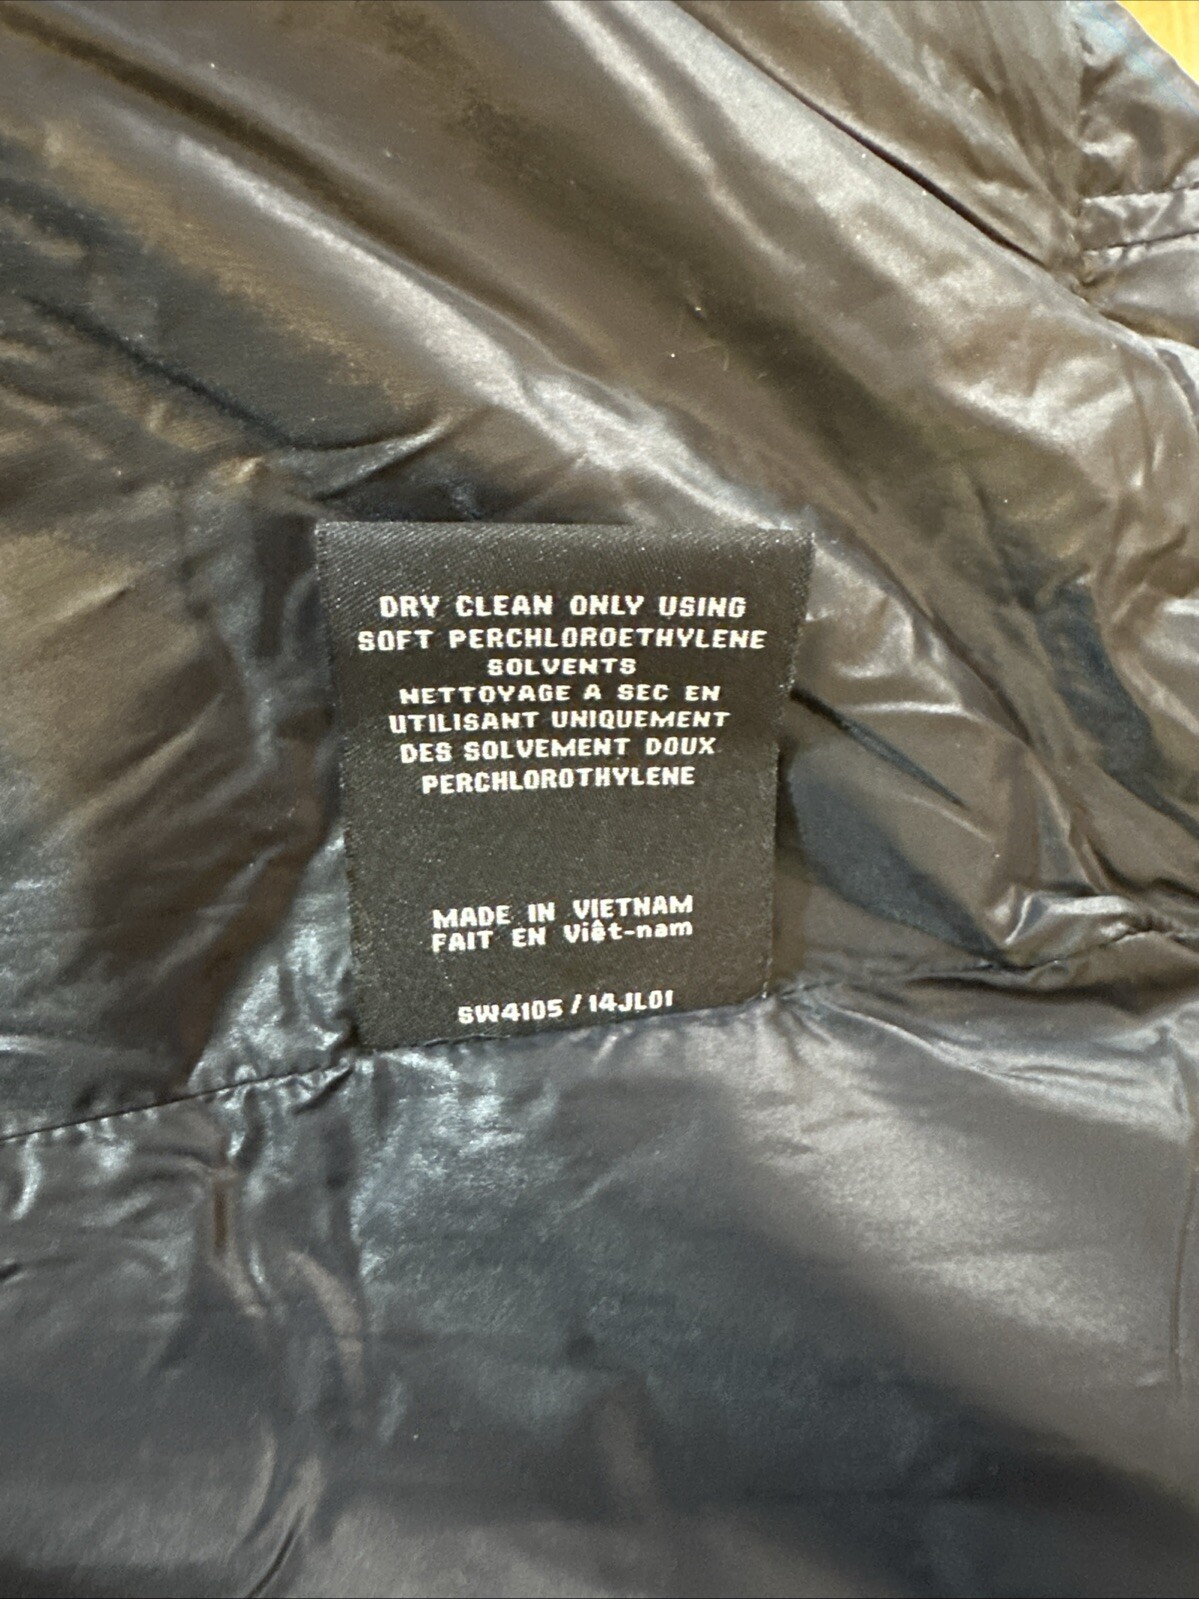 DRY CLEAN ONLY USING
SOFT PERCHLOROETHYLENE
SOLVENTS
NETTOYAGE A SEC EN
UTILISANT UNIQUEMENT
DES SOLVEMENT DOUX
PERCHLOROTHYLENE
MADE IN VIETNAM
FAIT EN Viêt-nam
SW4105 / 14JL01